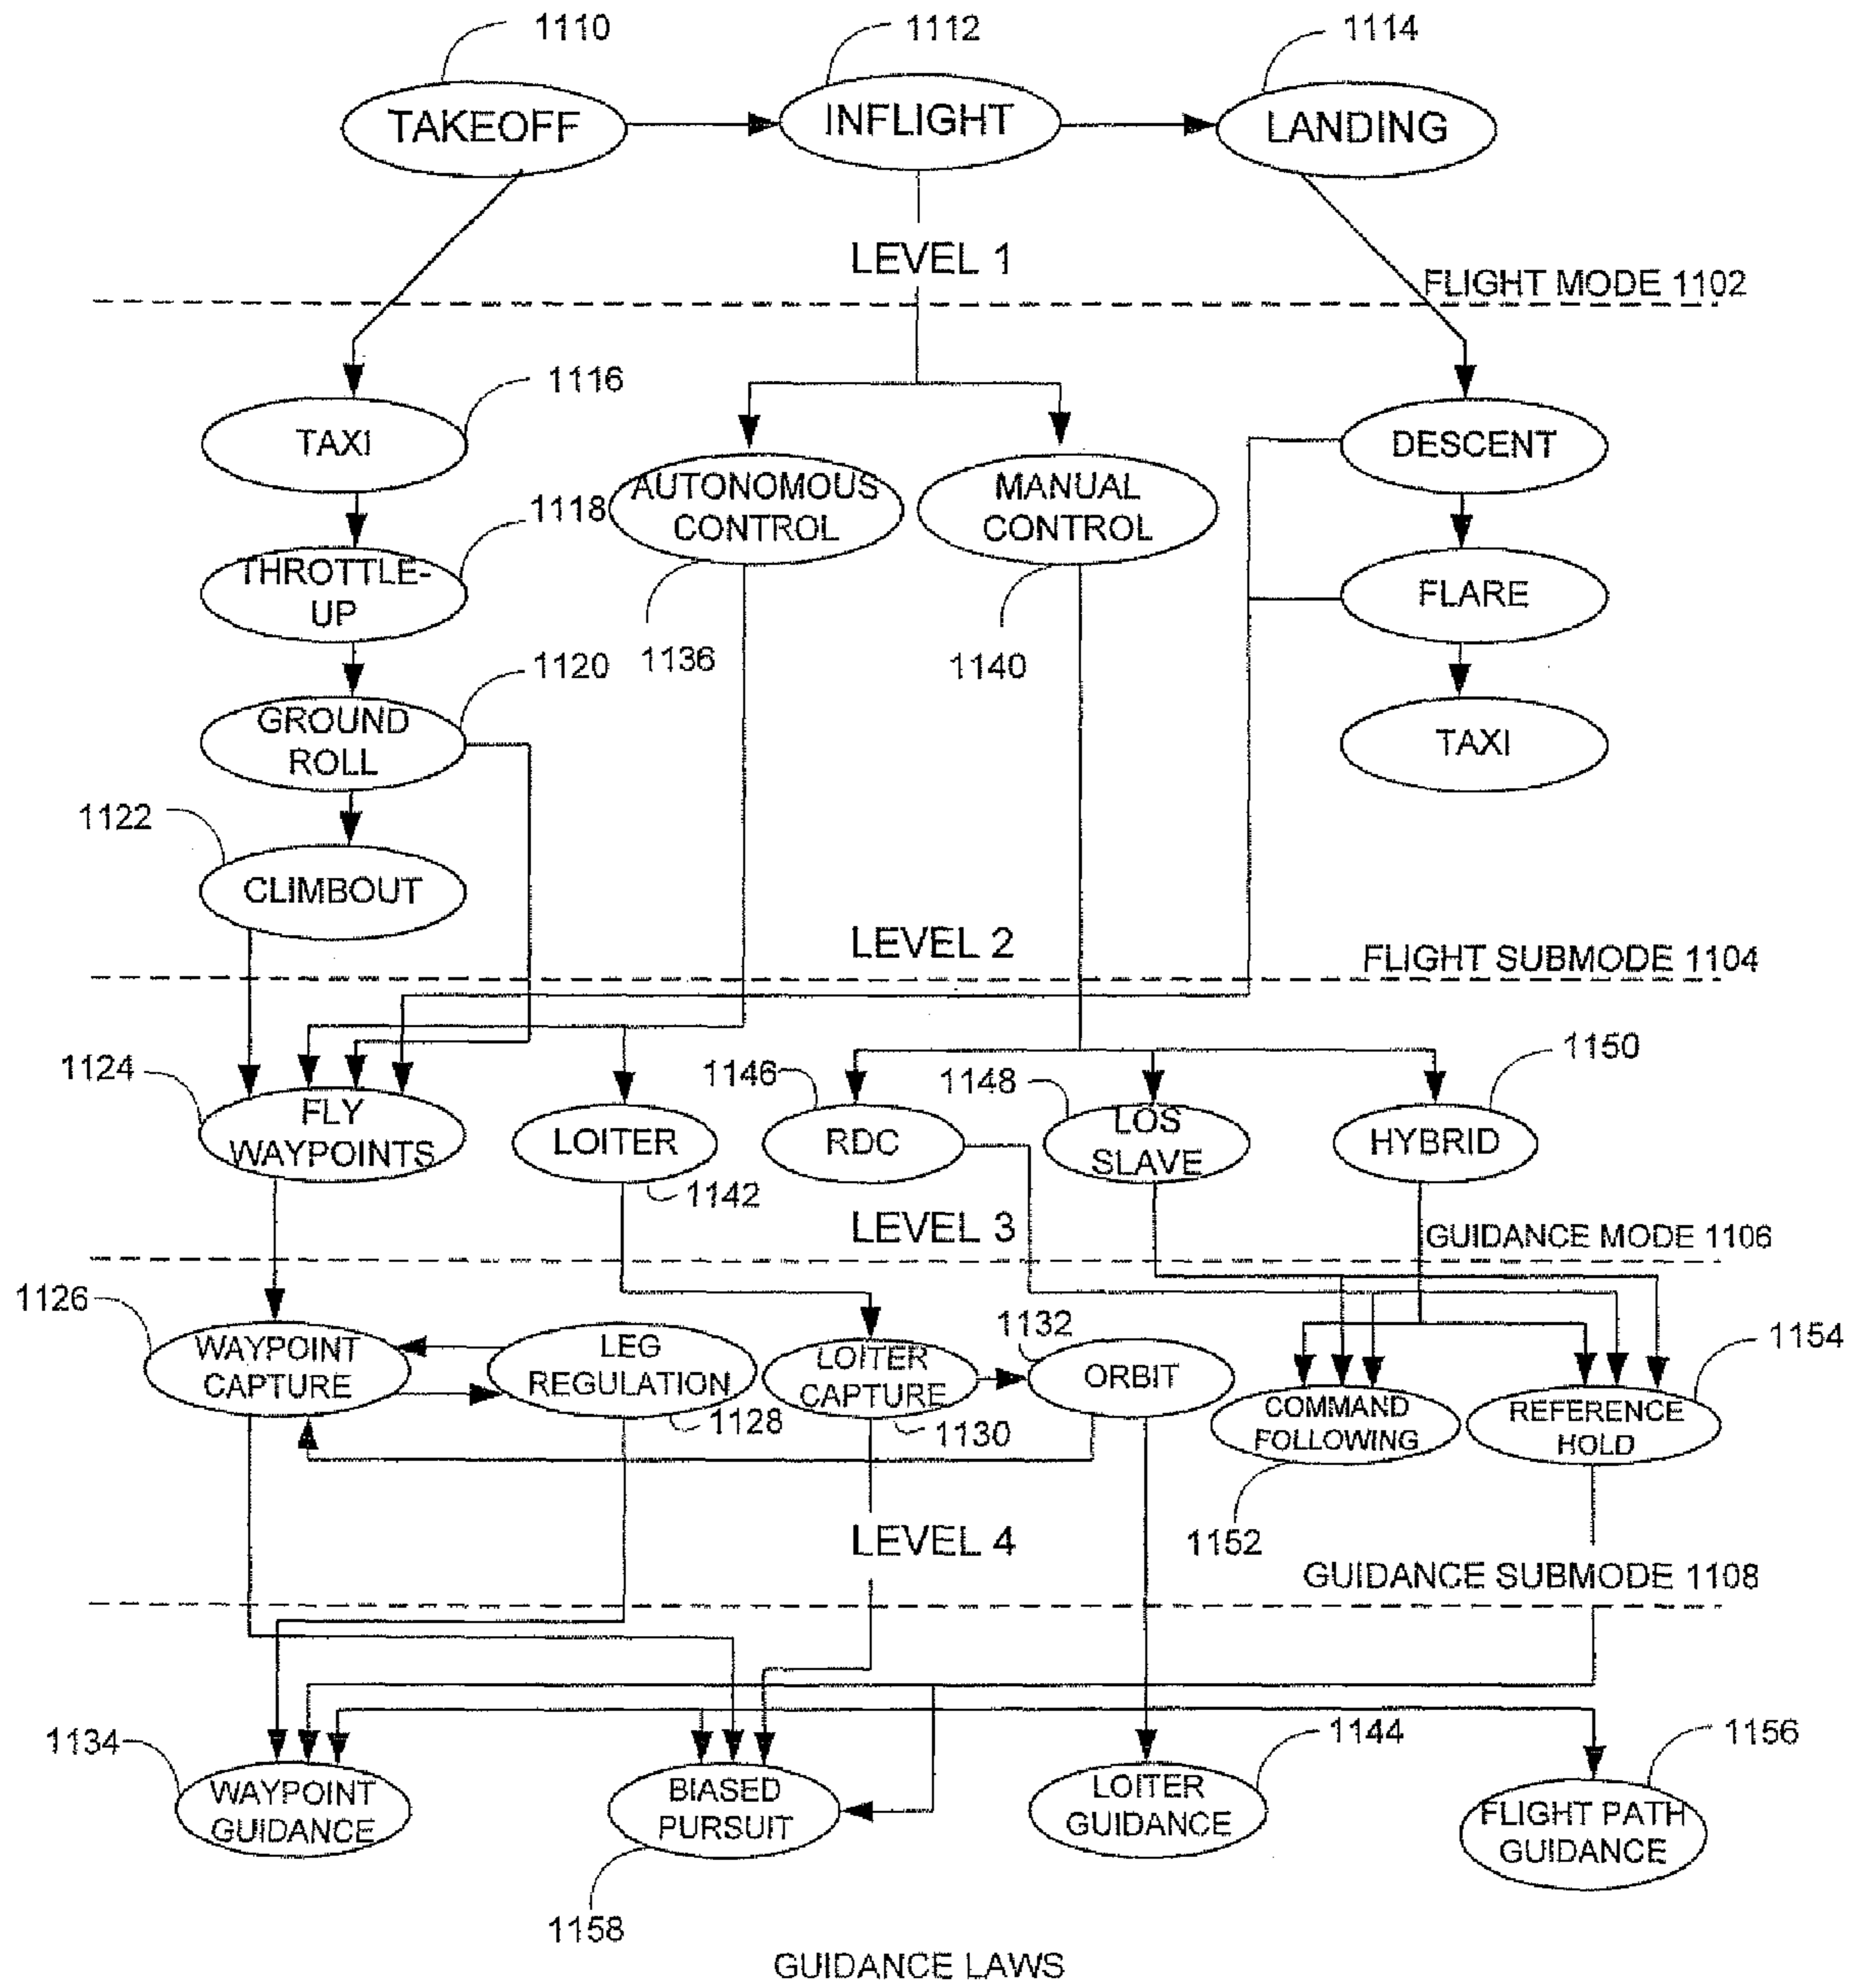 1110
1112
1114
TAKEOFF
INFLIGHT
LANDING
LEVEL 1
FLIGHT MODE 1102
1116
TAXI
DESCENT
AUTONOMOUS
CONTROL
MANUAL
CONTROL
1118
THROTTLE-
UP
FLARE
1136
1140
1120
GROUND
ROLL
TAXI
1122
CLIMBOUT
LEVEL 2
FLIGHT SUBMODE 1104
1124
1146
1148
1150
FLY
WAYPOINTS
LOITER
RDC
LOS
SLAVE
HYBRID
1142
LEVEL 3
GUIDANCE MODE 1106
1126
1132
1154
WAYPOINT
CAPTURE
LEG
REGULATION
LOITER
CAPTURE
ORBIT
COMMAND
FOLLOWING
REFERENCE
HOLD
1128
1130
1152
LEVEL 4
GUIDANCE SUBMODE 1108
1134
1144
1156
WAYPOINT
GUIDANCE
BIASED
PURSUIT
LOITER
GUIDANCE
FLIGHT PATH
GUIDANCE
1158
GUIDANCE LAWS